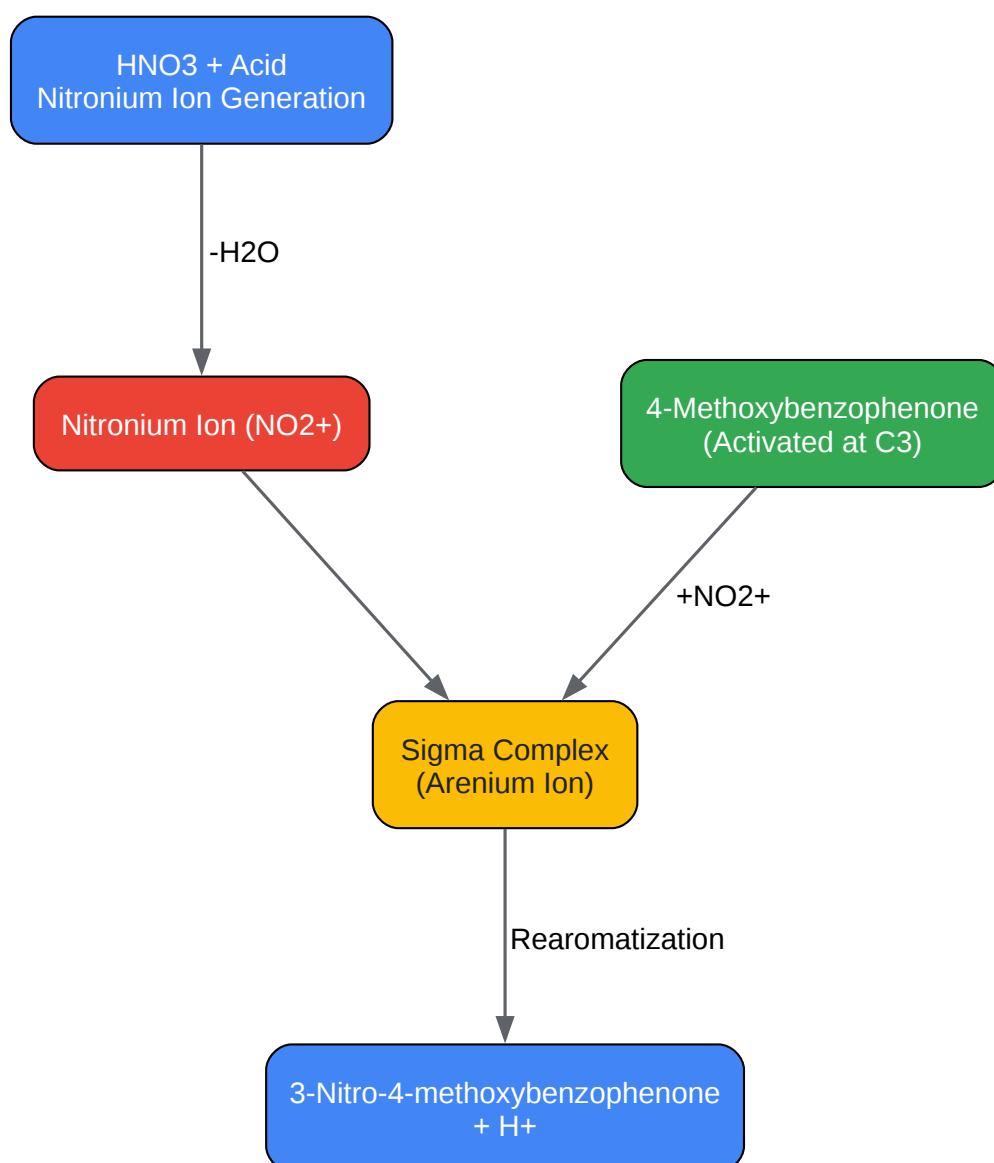 HNO3 + Acid
Nitronium Ion Generation
-H2O
Nitronium Ion (NO2+)
4-Methoxybenzophenone
(Activated at C3)
+NO2+
Sigma Complex
(Arenium Ion)
Rearomatization
3-Nitro-4-methoxybenzophenone
+ H+